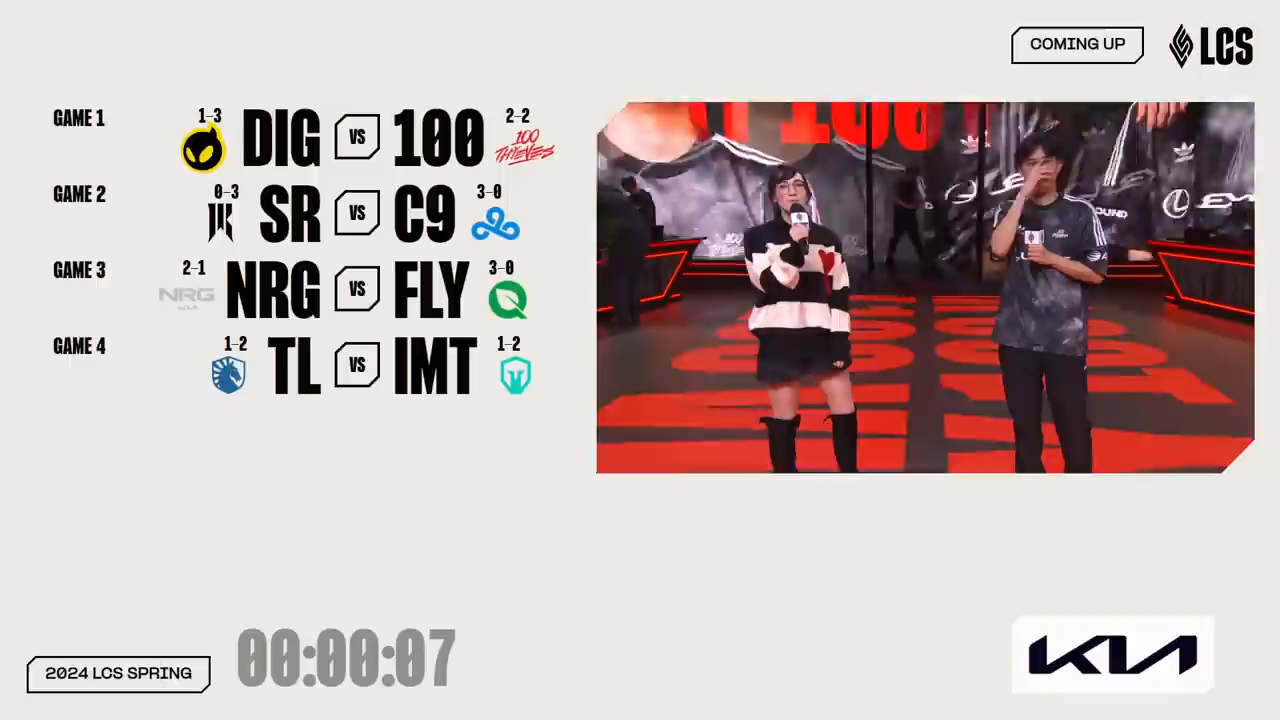 COMING UP
LCS
GAME 1
1–3
DIG
VS
100
2–2
100
THIEVES
GAME 2
0–3
SR
VS
C9
3–0
GAME 3
2–1
NRG
VS
FLY
3–0
NRG
KIA
GAME 4
1–2
TL
VS
IMT
1–2
100
2024 LCS SPRING
00:00:07
KIA